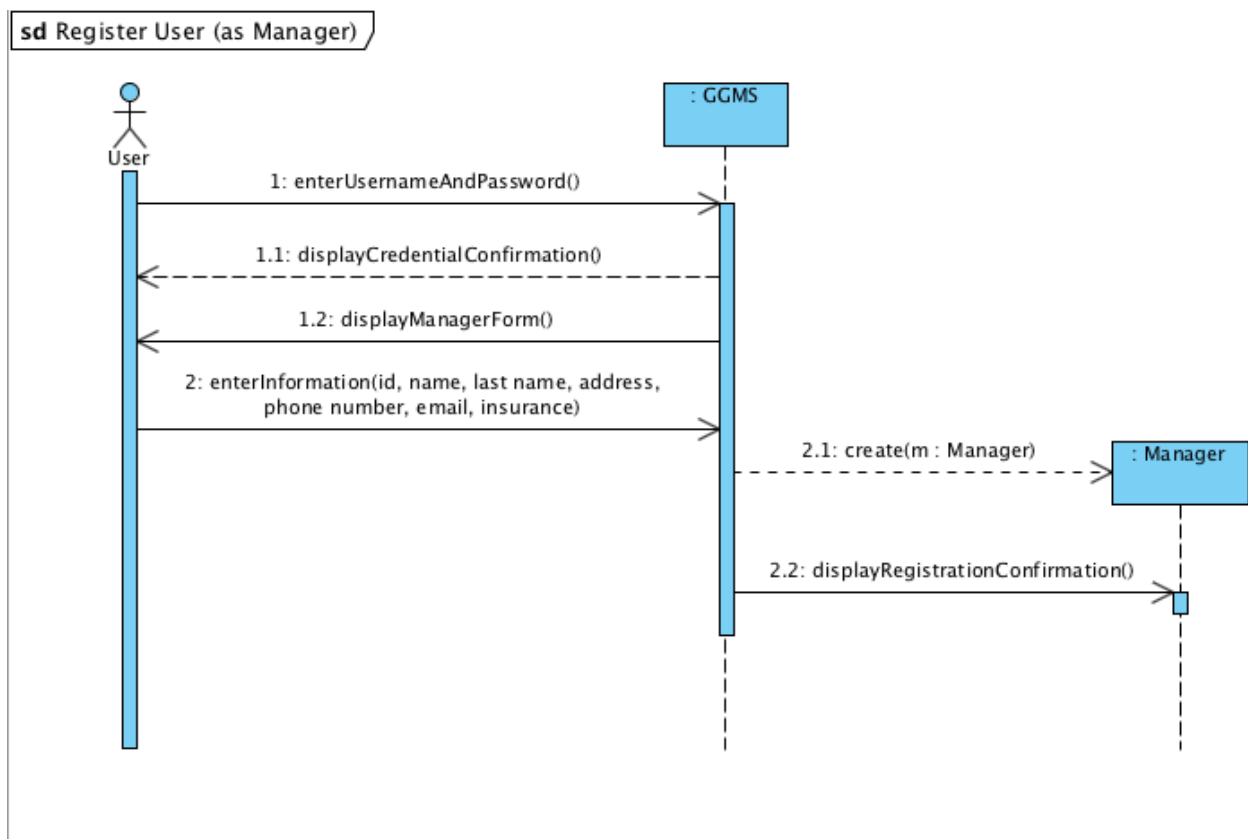 sd Register User (as Manager)
: GGMS
User
1: enterUsernameAndPassword()
1.1: displayCredentialConfirmation()
1.2: displayManagerForm()
2: enterInformation(id, name, last name, address,
phone number, email, insurance)
2.1: create(m : Manager)
: Manager
2.2: displayRegistrationConfirmation()